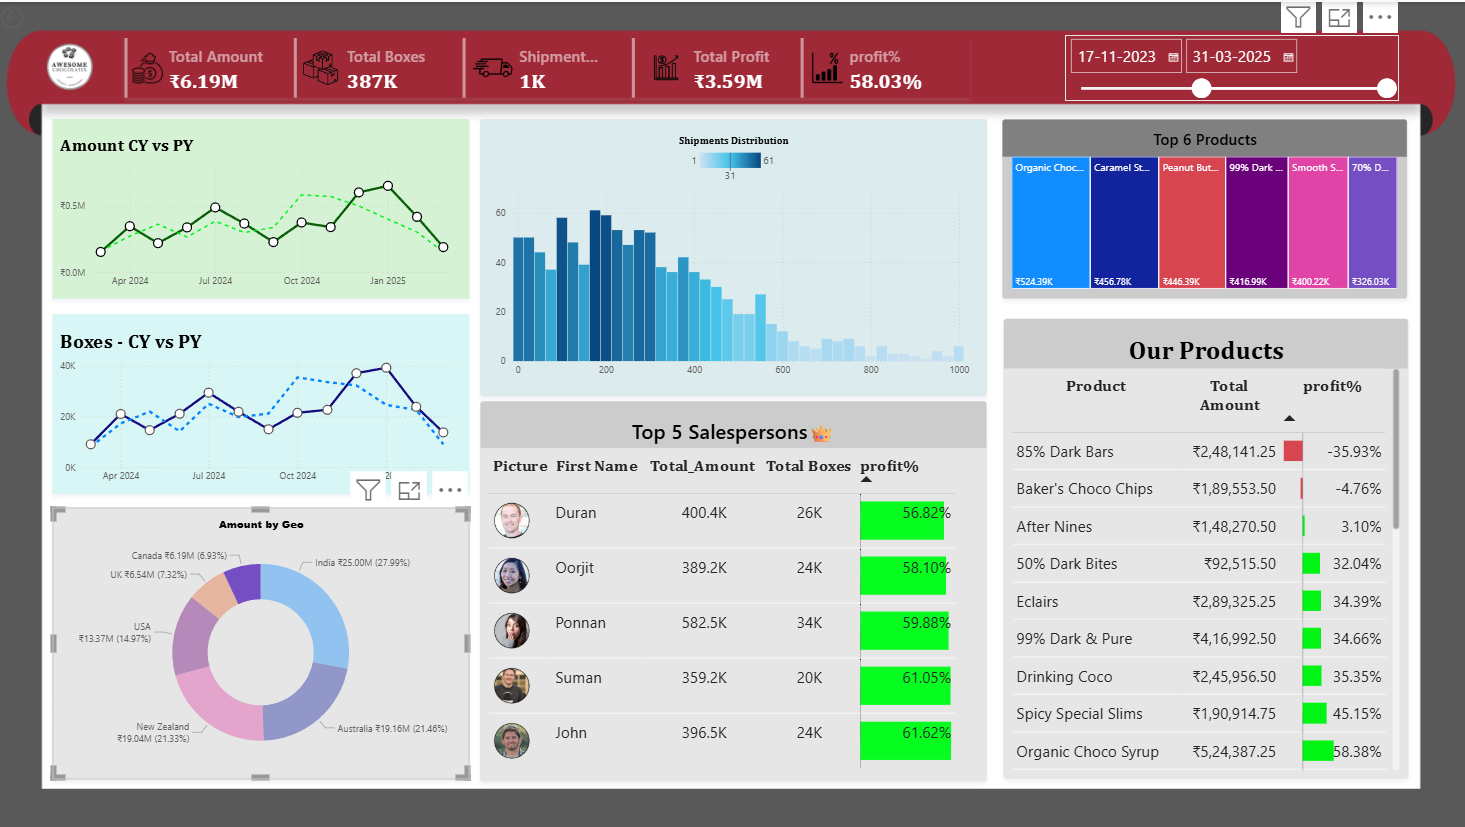 AWESOME
CHOCOLATES
Total Amount
₹6.19M
Total Boxes
387K
Shipment...
1K
Total Profit
₹3.59M
profit%
58.03%
17-11-2023
31-03-2025
Amount CY vs PY
₹0.5M
₹0.0M
Apr 2024
Jul 2024
Oct 2024
Jan 2025
Boxes - CY vs PY
40K
20K
0K
Apr 2024
Jul 2024
Oct 2024
Amount by Geo
Canada ₹6.19M (6.93%)
UK ₹6.54M (7.32%)
USA
₹13.37M (14.97%)
New Zealand
₹19.04M (21.33%)
India ₹25.00M (27.99%)
Australia ₹19.16M (21.46%)
Shipments Distribution
1
61
31
60
40
20
0
0
200
400
600
800
1000
Top 5 Salespersons
Picture First Name Total_Amount Total Boxes profit%
Duran 400.4K 26K 56.82%
Oorjit 389.2K 24K 58.10%
Ponnan 582.5K 34K 59.88%
Suman 359.2K 20K 61.05%
John 396.5K 24K 61.62%
Top 6 Products
Organic Choc...
₹524.39K
Caramel St...
₹456.78K
Peanut But...
₹446.39K
99% Dark ...
₹416.99K
Smooth S...
₹400.22K
70% D...
₹326.03K
Our Products
Product Total Amount profit%
85% Dark Bars ₹2,48,141.25 -35.93%
Baker's Choco Chips ₹1,89,553.50 -4.76%
After Nines ₹1,48,270.50 3.10%
50% Dark Bites ₹92,515.50 32.04%
Eclairs ₹2,89,325.25 34.39%
99% Dark & Pure ₹4,16,992.50 34.66%
Drinking Coco ₹2,45,956.50 35.35%
Spicy Special Slims ₹1,90,914.75 45.15%
Organic Choco Syrup ₹5,24,387.25 58.38%